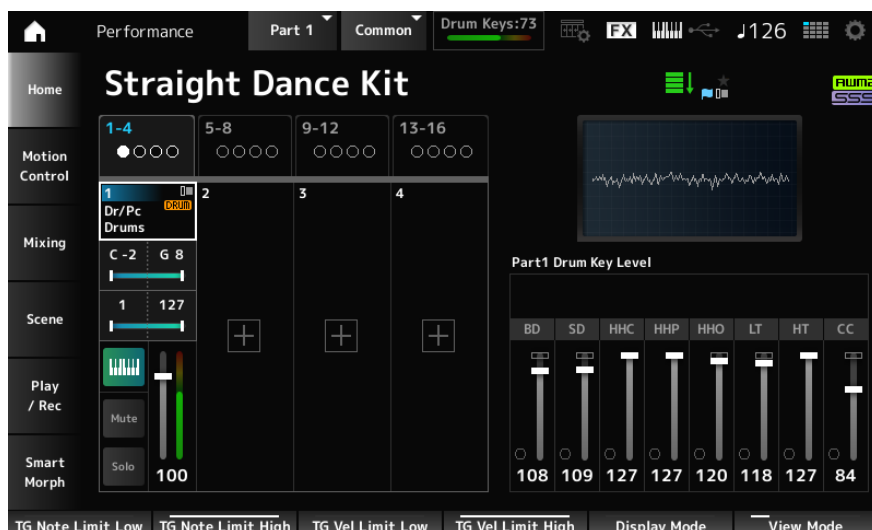 Performance
Part 1
Common
Drum Keys:73
FX
♩126
Home
Straight Dance Kit
1-4
5-8
9-12
13-16
Motion
Control
1
DRUM
Dr/Pc
Drums
2
3
4
Mixing
C -2
G 8
Part1 Drum Key Level
Scene
1
127
BD
SD
HHC
HHP
HHO
LT
HT
CC
Play
/ Rec
Mute
Smart
Morph
Solo
100
108
109
127
127
120
118
127
84
TG Note Limit Low
TG Note Limit High
TG Vel Limit Low
TG Vel Limit High
Display Mode
View Mode